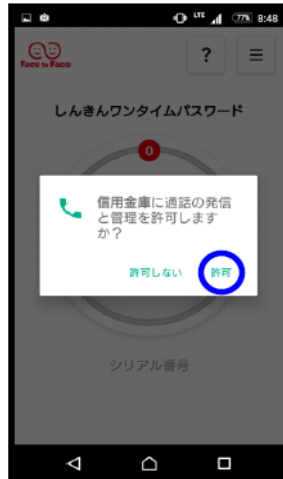 LTE 77% 8:48
Face to Face
?
しんきんワンタイムパスワード
0
信用金庫に通話の発信
と管理を許可します
か？
許可しない 許可
シリアル番号